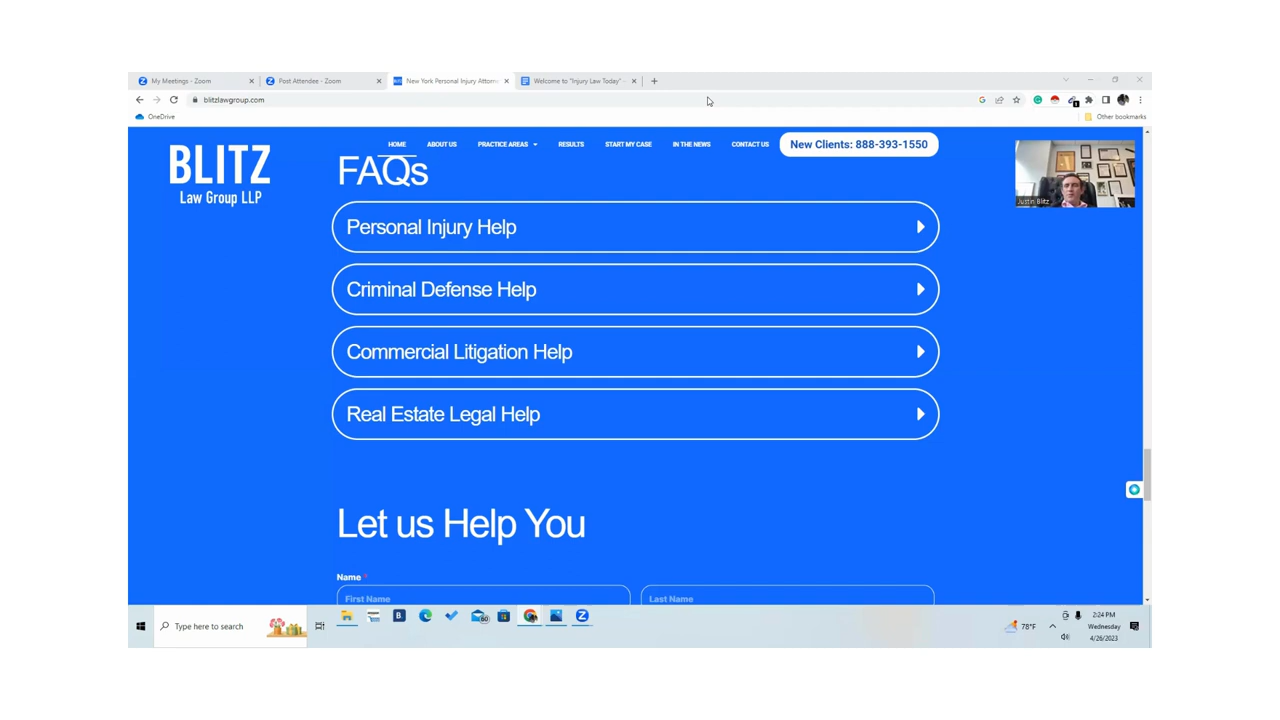 My Meetings - Zoom
Post Attendee - Zoom
New York Personal Injury Attorne
Welcome to "Injury Law Today" -
blitzlawgroup.com
OneDrive
Other bookmarks
HOME
ABOUT US
PRACTICE AREAS
RESULTS
START MY CASE
IN THE NEWS
CONTACT US
New Clients: 888-393-1550
BLITZ
Law Group LLP
FAQs
Justin Blitz
Personal Injury Help
Criminal Defense Help
Commercial Litigation Help
Real Estate Legal Help
Let us Help You
Name *
First Name
Last Name
Type here to search
60
78°F
2:24 PM
Wednesday
4/26/2023